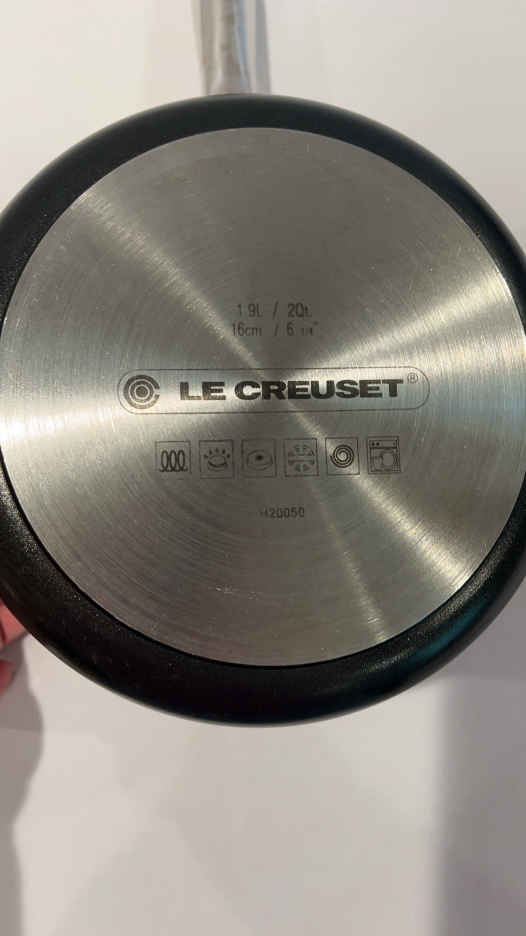 1.9L / 2Qt.
16cm / 6 1/4"
LE CREUSET®
H20050